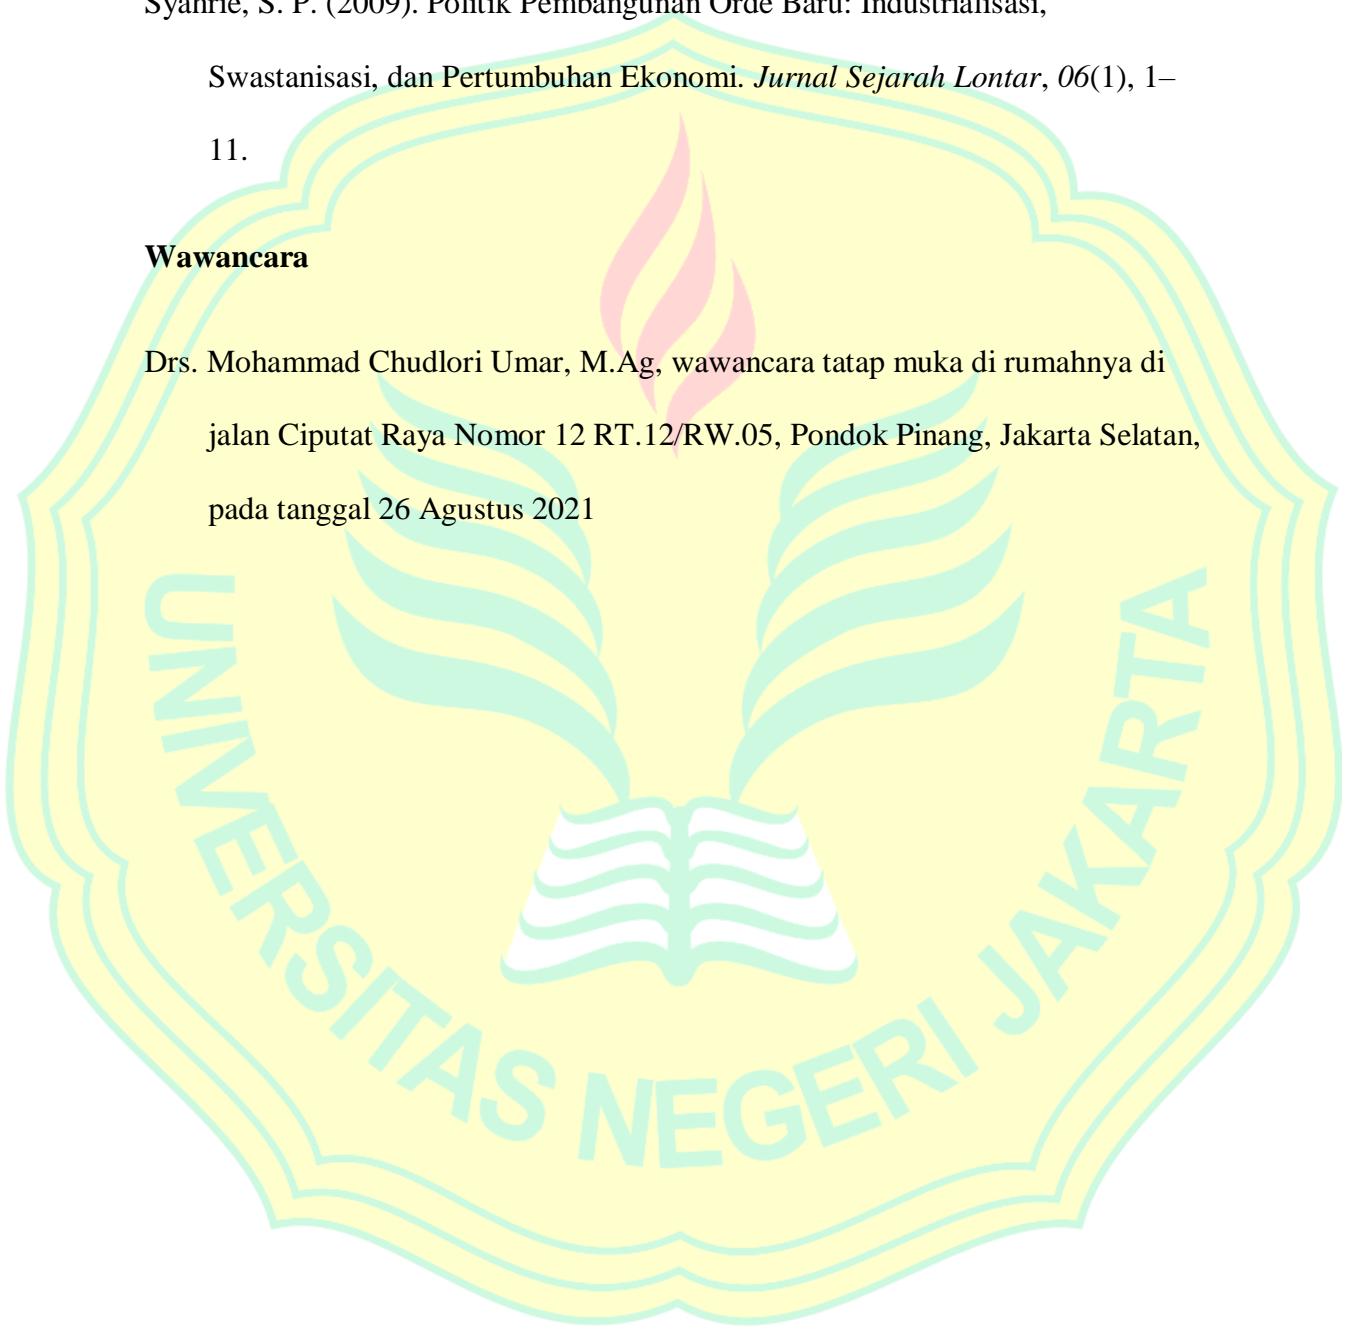 Syahrie, S. P. (2009). Politik Pembangunan Orde Baru: Industrialisasi,
Swastanisasi, dan Pertumbuhan Ekonomi. Jurnal Sejarah Lontar, 06(1), 1–
11.
Wawancara
Drs. Mohammad Chudlori Umar, M.Ag, wawancara tatap muka di rumahnya di
jalan Ciputat Raya Nomor 12 RT.12/RW.05, Pondok Pinang, Jakarta Selatan,
pada tanggal 26 Agustus 2021
UNIVERSITAS NEGERI JAKARTA